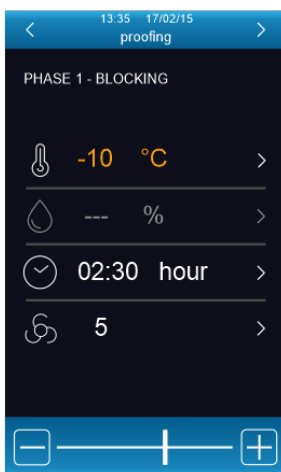 13:35 17/02/15
proofing
PHASE 1 - BLOCKING
-10 °C
--- %
02:30 hour
5